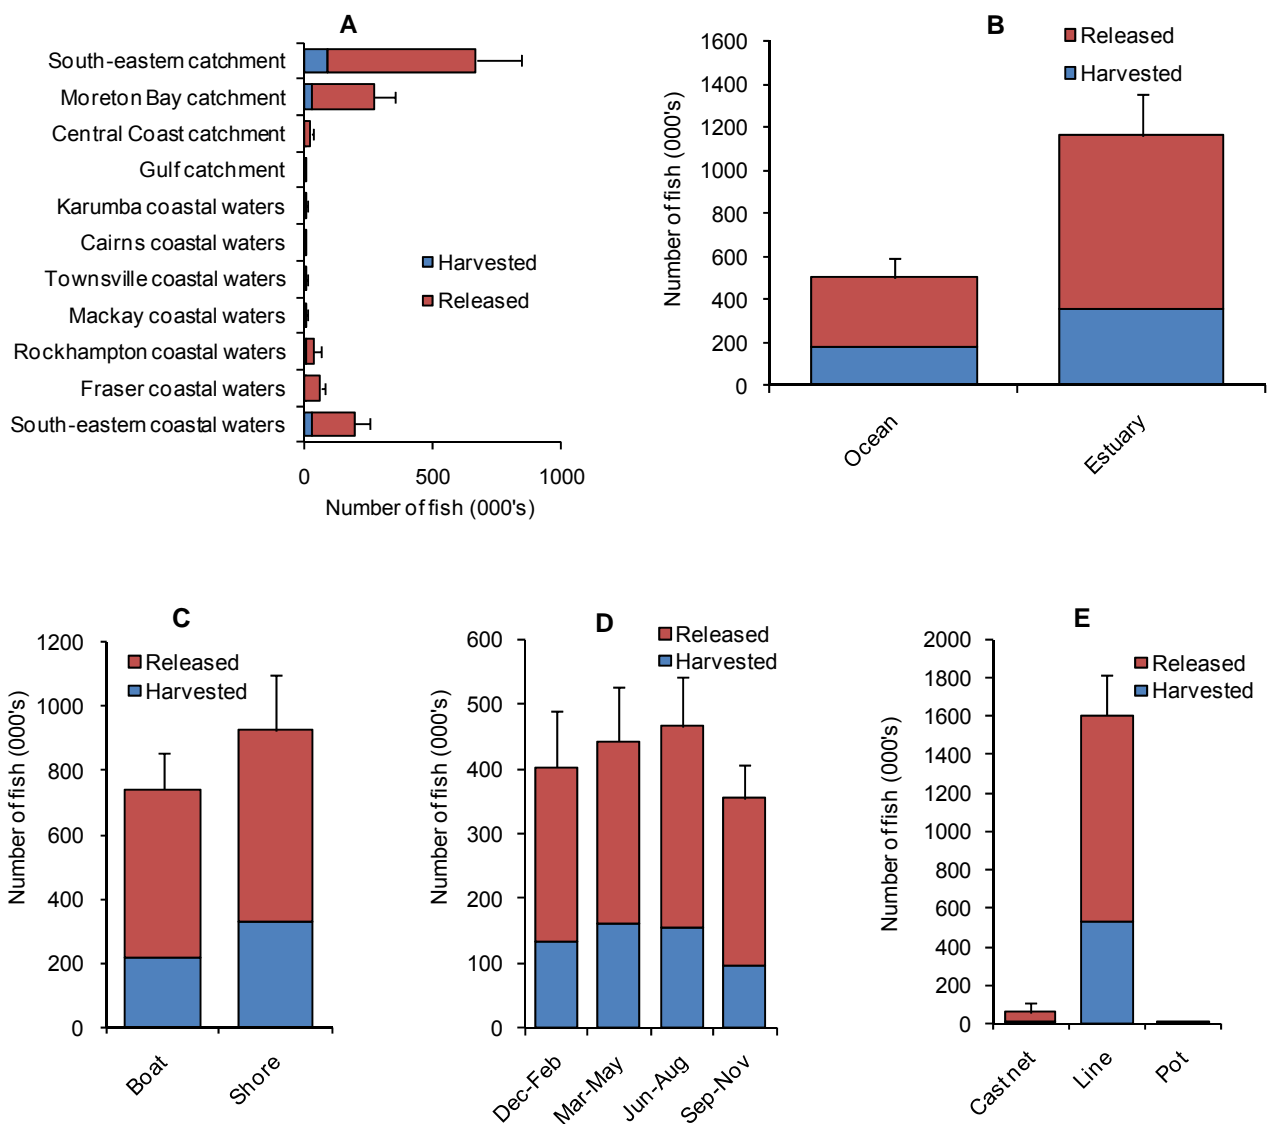 A
South-eastern catchment
Moreton Bay catchment
Central Coast catchment
Gulf catchment
Karumba coastal waters
Cairns coastal waters
Townsville coastal waters
Mackay coastal waters
Rockhampton coastal waters
Fraser coastal waters
South-eastern coastal waters
Harvested
Released
0 500 1000
Number of fish (000's)
B
Released
Harvested
Number of fish (000's)
1600
1400
1200
1000
800
600
400
200
0
Ocean
Estuary
C
Released
Harvested
Number of fish (000's)
1200
1000
800
600
400
200
0
Boat
Shore
D
Released
Harvested
Number of fish (000's)
600
500
400
300
200
100
0
Dec-Feb
Mar-May
Jun-Aug
Sep-Nov
E
Released
Harvested
Number of fish (000's)
2000
1800
1600
1400
1200
1000
800
600
400
200
0
Cast net
Line
Pot